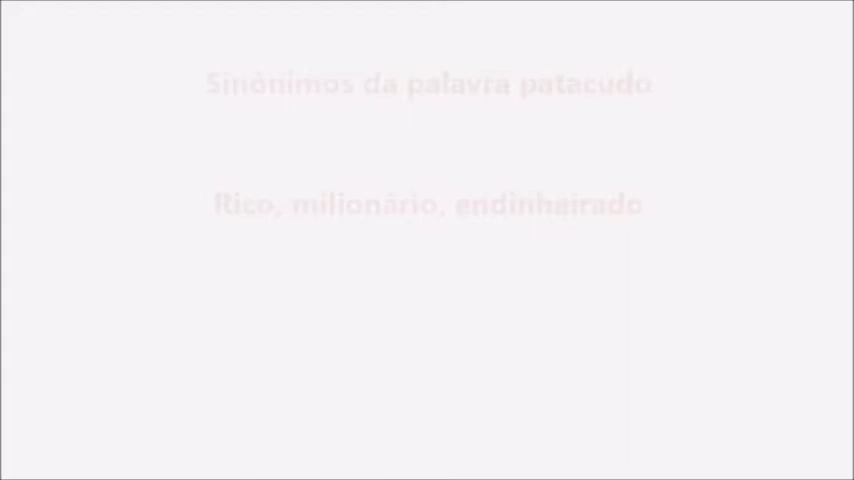 Sinônimos da palavra patacudo
Rico, milionário, endinheirado